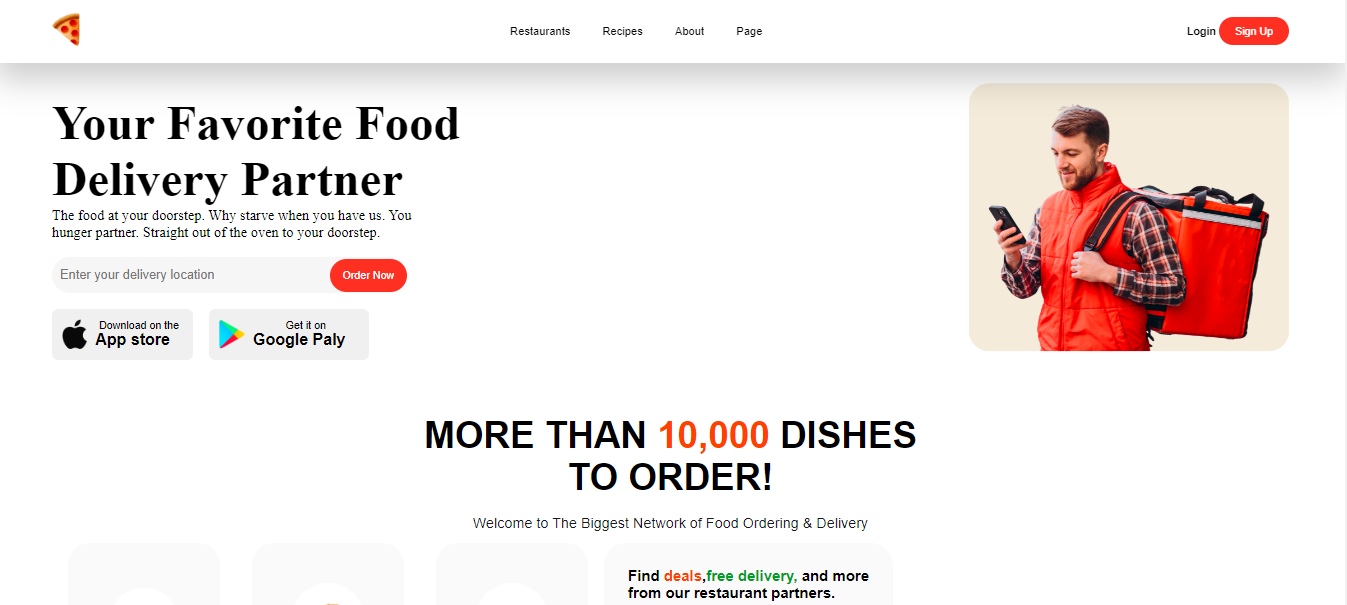 Restaurants Recipes About Page Login Sign Up
Your Favorite Food
Delivery Partner
The food at your doorstep. Why starve when you have us. You
hunger partner. Straight out of the oven to your doorstep.
Enter your delivery location Order Now
Download on the
App store
Get it on
Google Paly
MORE THAN 10,000 DISHES
TO ORDER!
Welcome to The Biggest Network of Food Ordering & Delivery
Find deals,free delivery, and more
from our restaurant partners.